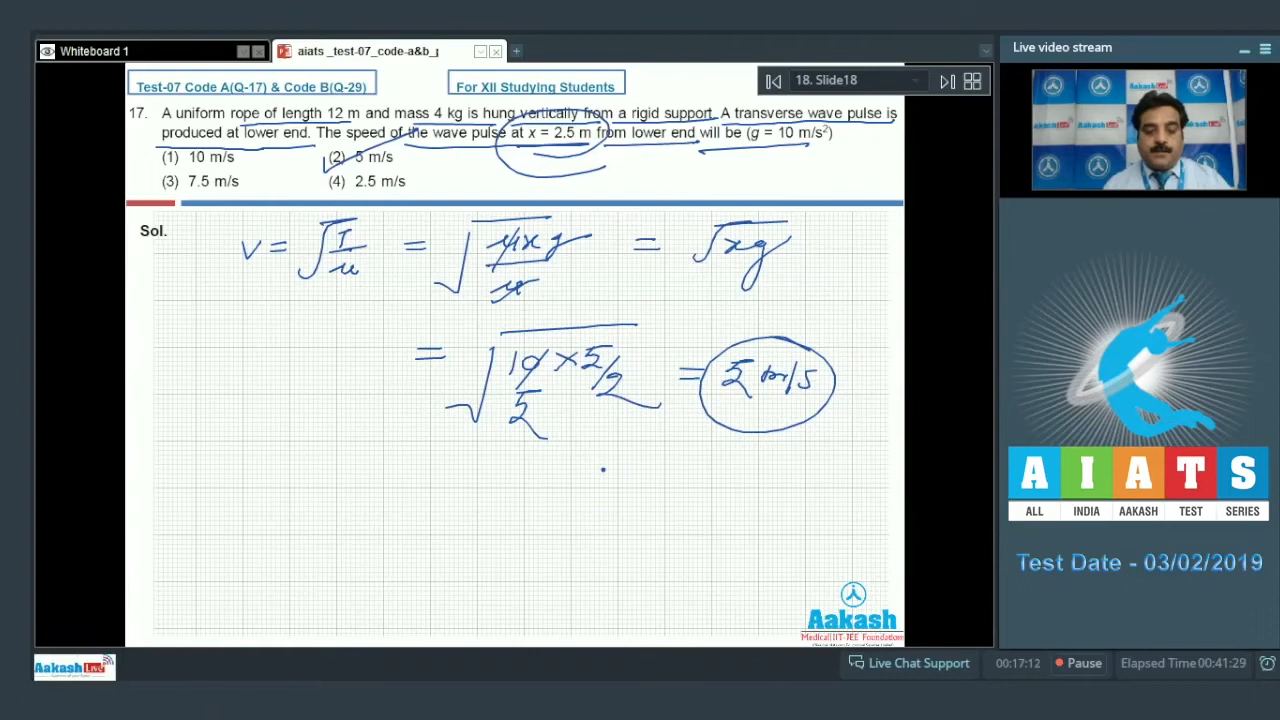 Whiteboard 1
aiats _test-07_code-a&b_p
Live video stream
Test-07 Code A(Q-17) & Code B(Q-29)
For XII Studying Students
18. Slide18
17. A uniform rope of length 12 m and mass 4 kg is hung vertically from a rigid support. A transverse wave pulse is
produced at lower end. The speed of the wave pulse at x = 2.5 m from lower end will be (g = 10 m/s²)
(1) 10 m/s (2) 5 m/s
(3) 7.5 m/s (4) 2.5 m/s
Sol.
v = √(T/μ) = √(μxg/μ) = √xg
= √(10 × 5/2) = 5 m/s
5
A I A T S
ALL INDIA AAKASH TEST SERIES
Test Date - 03/02/2019
Aakash
Medical|IIT-JEE|Foundations
Aakash Live
Live Chat Support
00:17:12
Pause
Elapsed Time 00:41:29